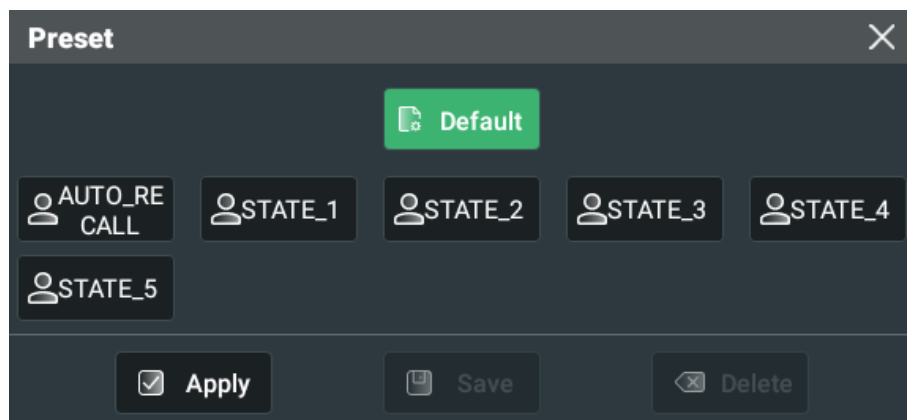 Preset
Default
AUTO_RE
CALL
STATE_1
STATE_2
STATE_3
STATE_4
STATE_5
Apply
Save
Delete